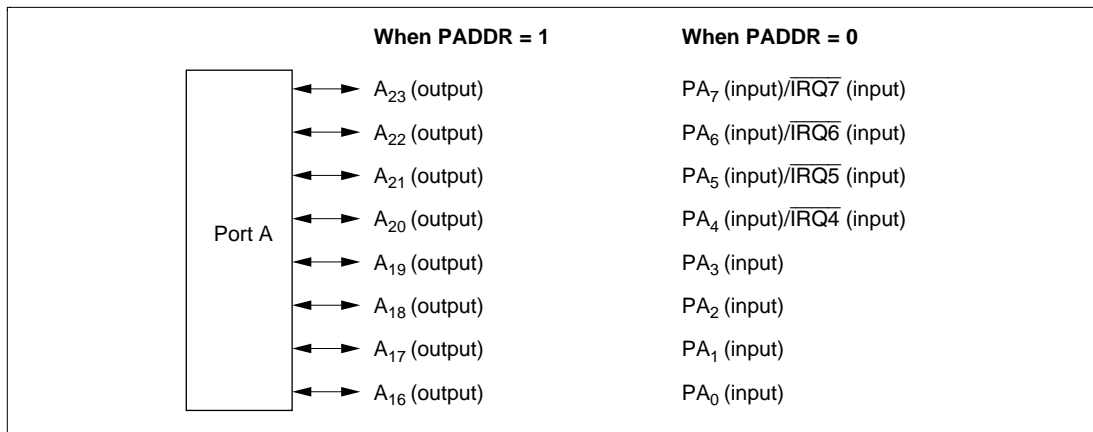 When PADDR = 1 When PADDR = 0
A23 (output) PA7 (input)/IRQ7 (input)
A22 (output) PA6 (input)/IRQ6 (input)
A21 (output) PA5 (input)/IRQ5 (input)
A20 (output) PA4 (input)/IRQ4 (input)
Port A
A19 (output) PA3 (input)
A18 (output) PA2 (input)
A17 (output) PA1 (input)
A16 (output) PA0 (input)